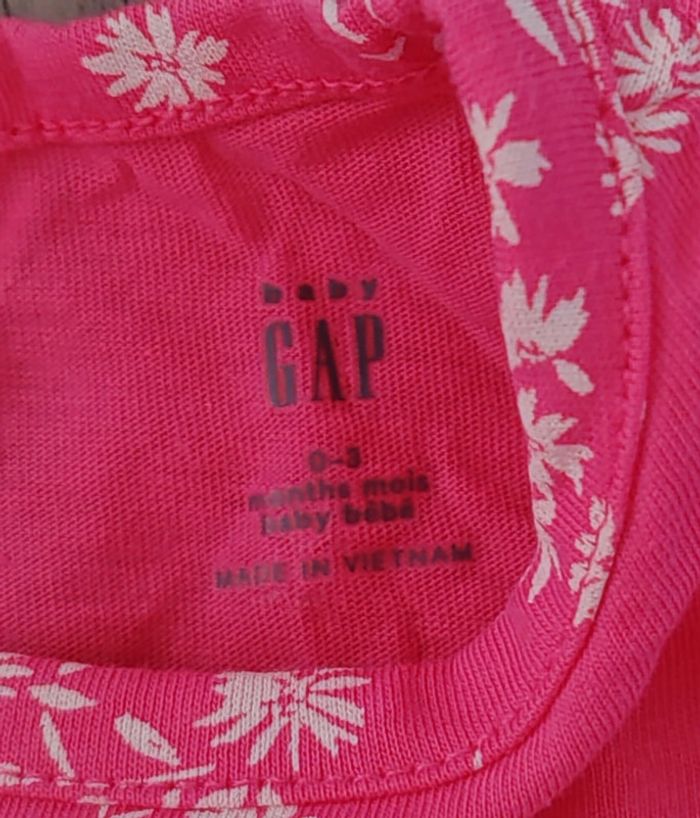 baby
GAP
0-3
months mois
baby bébé
MADE IN VIETNAM